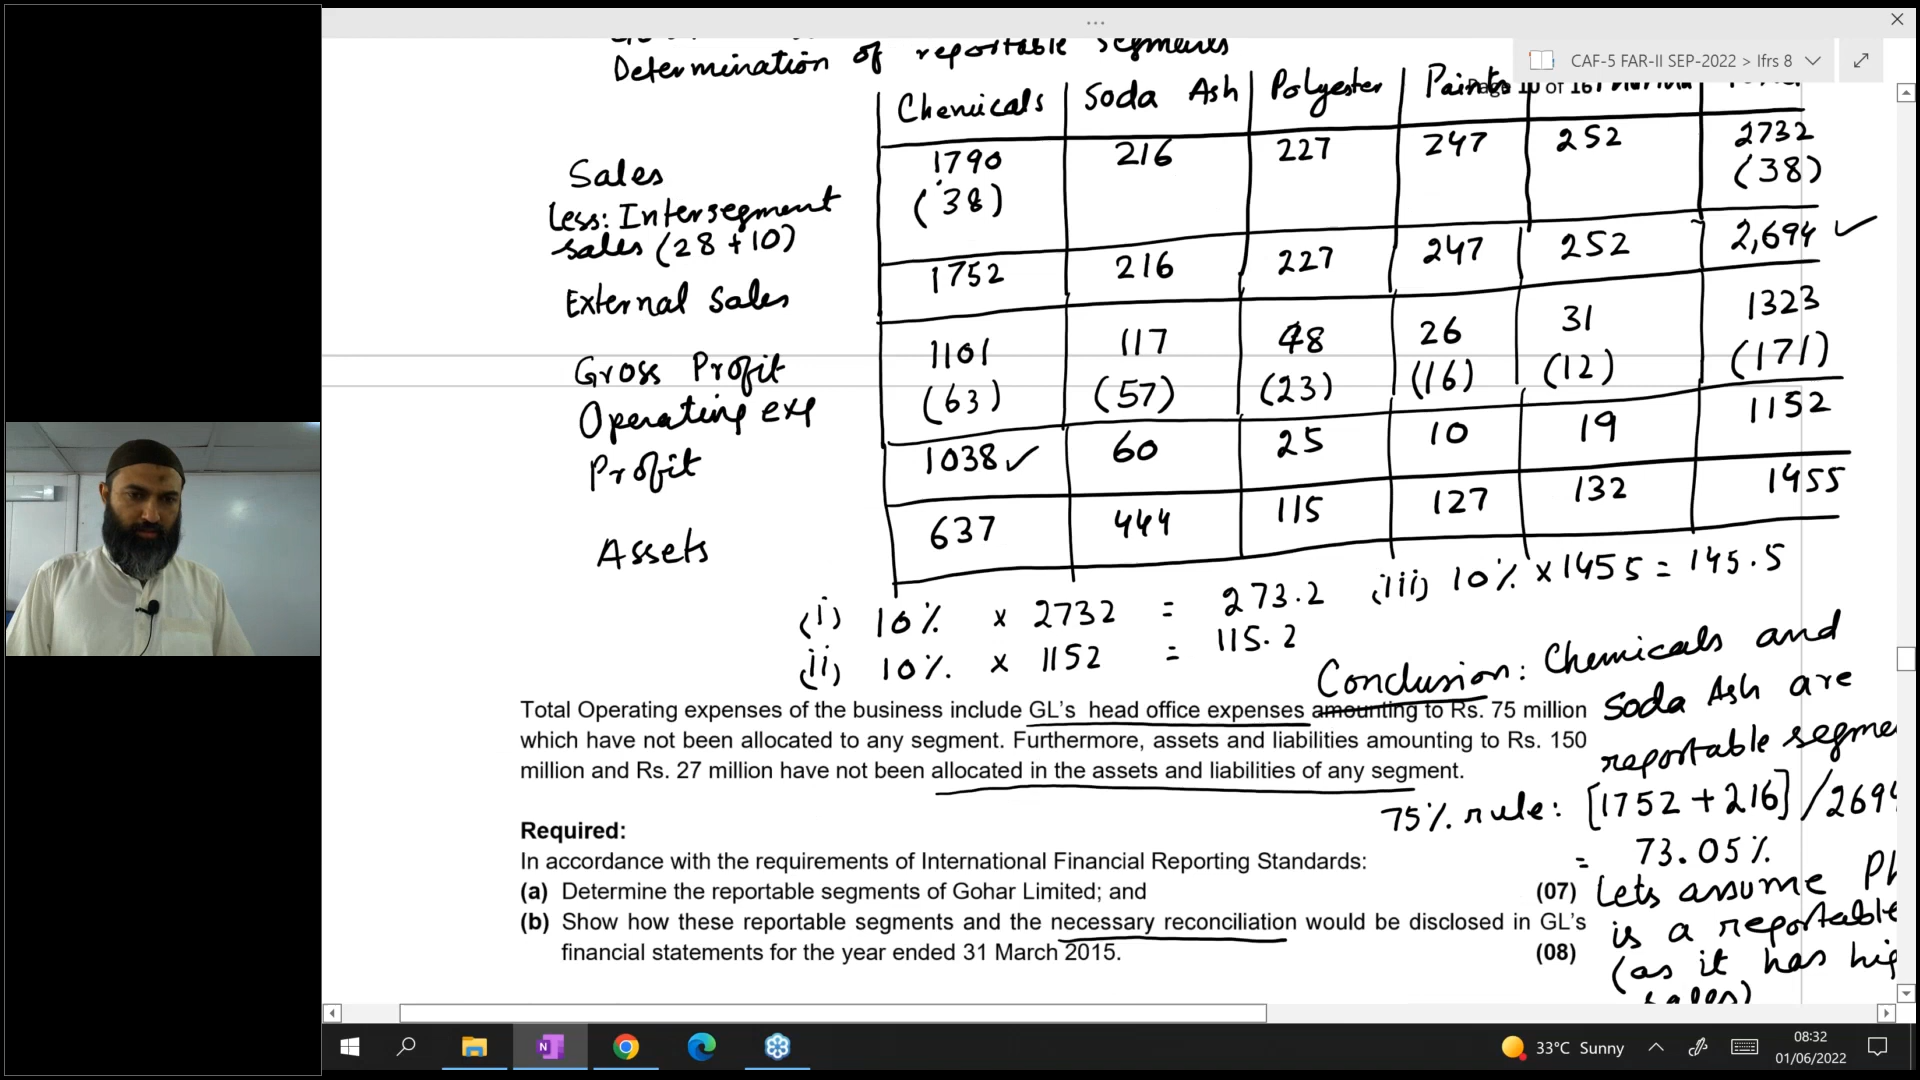 CAF-5 FAR-II SEP-2022 > Ifrs 8
Determination of reportable segments
of 16
Chemicals Soda Ash Polyester Paints
Sales 1790 216 227 247 252 2732
Less: Intersegment sales (28 + 10) (38) (38)
External Sales 1752 216 227 247 252 2,694 ✓
Gross Profit 1101 117 48 26 31 1323
Operating exp (63) (57) (23) (16) (12) (171)
Profit 1038 ✓ 60 25 10 19 1152
Assets 637 444 115 127 132 1455
(i) 10% x 2732 = 273.2
(ii) 10% x 1152 = 115.2
(iii) 10% x 1455 = 145.5
Conclusion: Chemicals and
Soda Ash are
reportable segme
75% rule: [1752 + 216] / 2694
= 73.05%
Lets assume Ph
is a reportable
(as it has hig
sales)
Total Operating expenses of the business include GL's head office expenses amounting to Rs. 75 million
which have not been allocated to any segment. Furthermore, assets and liabilities amounting to Rs. 150
million and Rs. 27 million have not been allocated in the assets and liabilities of any segment.
Required:
In accordance with the requirements of International Financial Reporting Standards:
(a) Determine the reportable segments of Gohar Limited; and (07)
(b) Show how these reportable segments and the necessary reconciliation would be disclosed in GL's
financial statements for the year ended 31 March 2015. (08)
33°C Sunny
08:32
01/06/2022